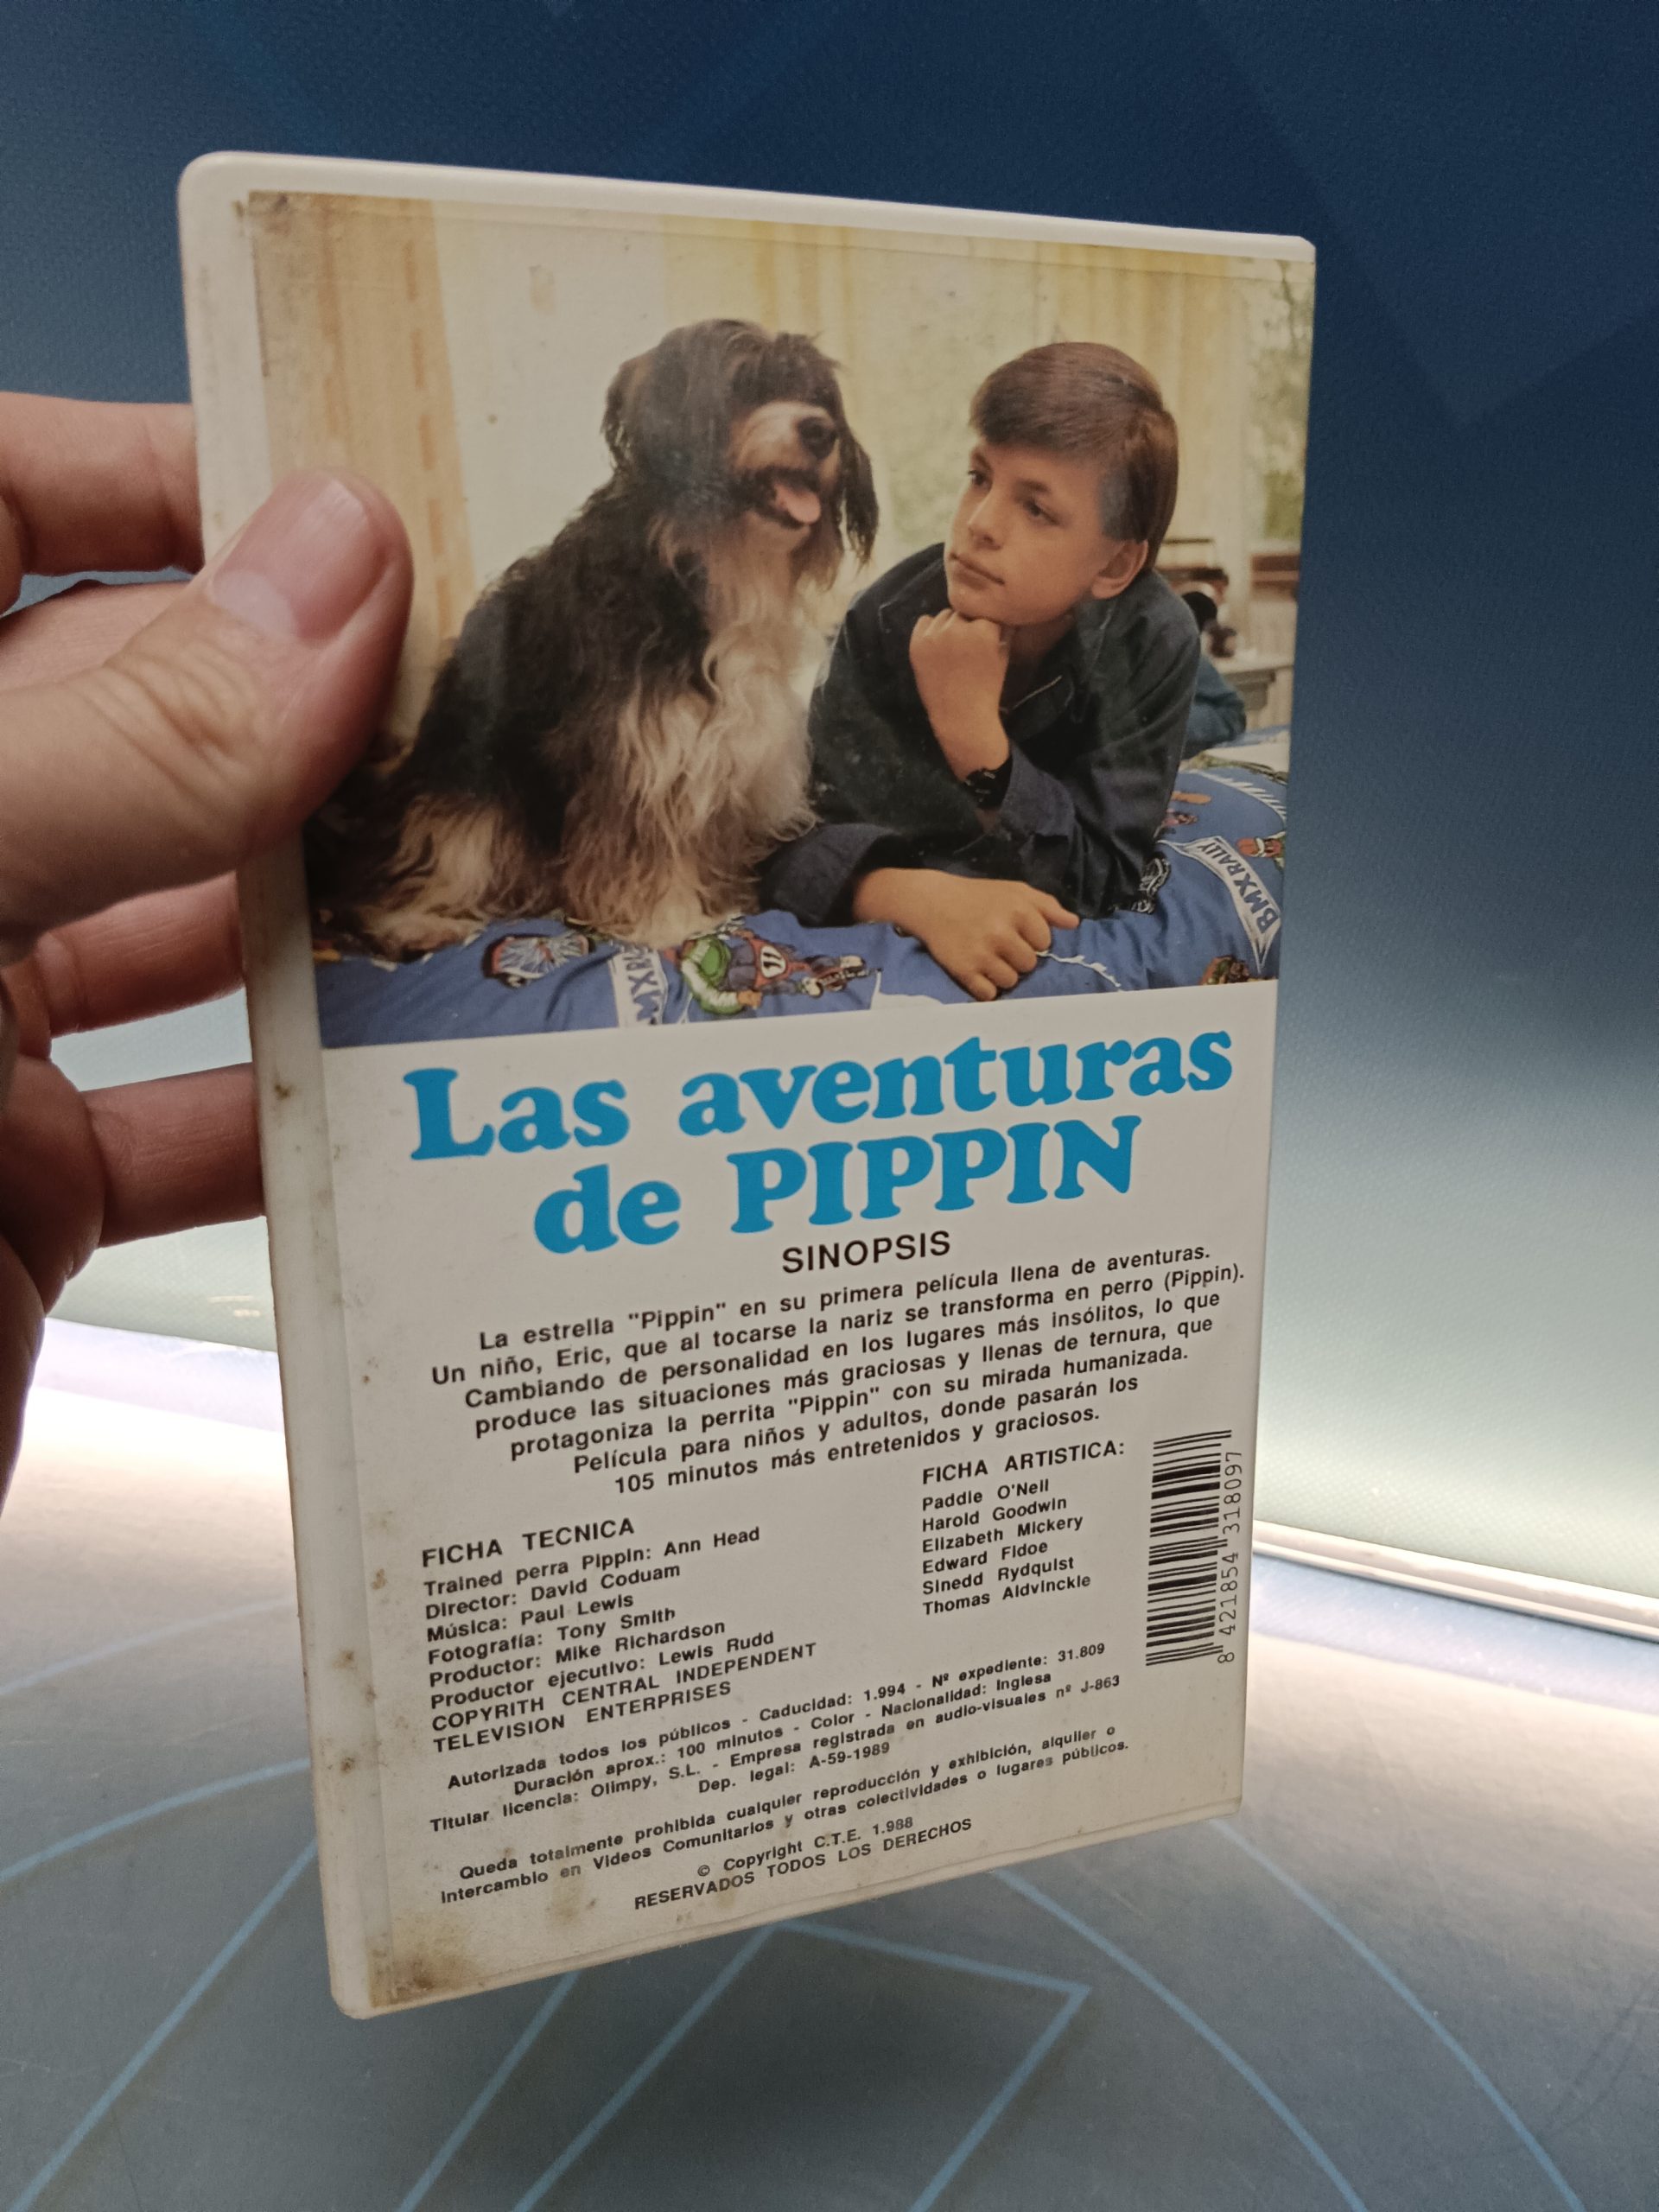 BMXRALLY
BMXR
17
Las aventuras
de PIPPIN
SINOPSIS
La estrella "Pippin" en su primera película llena de aventuras.
Un niño, Eric, que al tocarse la nariz se transforma en perro (Pippin).
Cambiando de personalidad en los lugares más insólitos, lo que
produce las situaciones más graciosas y llenas de ternura, que
protagoniza la perrita "Pippin" con su mirada humanizada.
Película para niños y adultos, donde pasarán los
105 minutos más entretenidos y graciosos.
FICHA TECNICA
Trained perra Pippin: Ann Head
Director: David Coduam
Música: Paul Lewis
Fotografía: Tony Smith
Productor: Mike Richardson
Productor ejecutivo: Lewis Rudd
COPYRITH CENTRAL INDEPENDENT
TELEVISION ENTERPRISES
FICHA ARTISTICA:
Paddie O'Neil
Harold Goodwin
Elizabeth Mickery
Edward Fidoe
Sinedd Rydquist
Thomas Aldvinckle
8 421854 318097
Autorizada todos los públicos - Caducidad: 1.994 - Nº expediente: 31.809
Duración aprox.: 100 minutos - Color - Nacionalidad: Inglesa
Titular licencia: Olimpy, S.L. - Empresa registrada en audio-visuales nº J-863
Dep. legal: A-59-1989
Queda totalmente prohibida cualquier reproducción y exhibición, alquiler o
intercambio en Videos Comunitarios y otras colectividades o lugares públicos.
© Copyright C.T.E. 1.988
RESERVADOS TODOS LOS DERECHOS